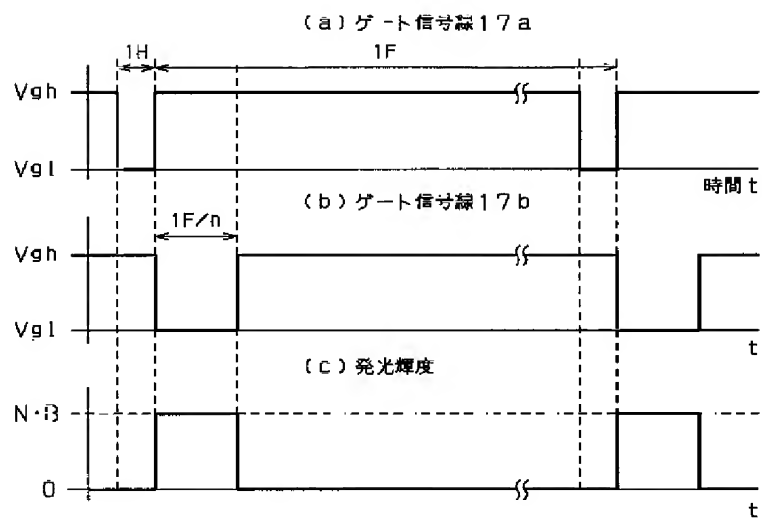 (a)ゲート信号線17a
1H
1F
Vgh
Vgl
時間t
(b)ゲート信号線17b
1F/n
Vgh
Vgl
t
(c)発光輝度
N·B
0
t